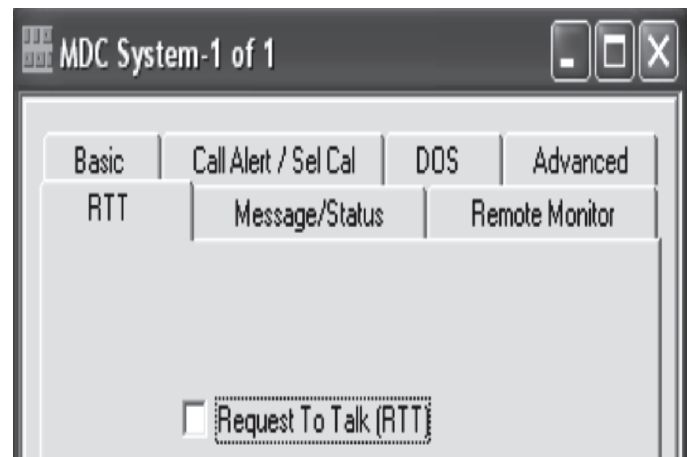 MDC System-1 of 1
Basic Call Alert / Sel Cal DOS Advanced
RTT Message/Status Remote Monitor
Request To Talk (RTT)